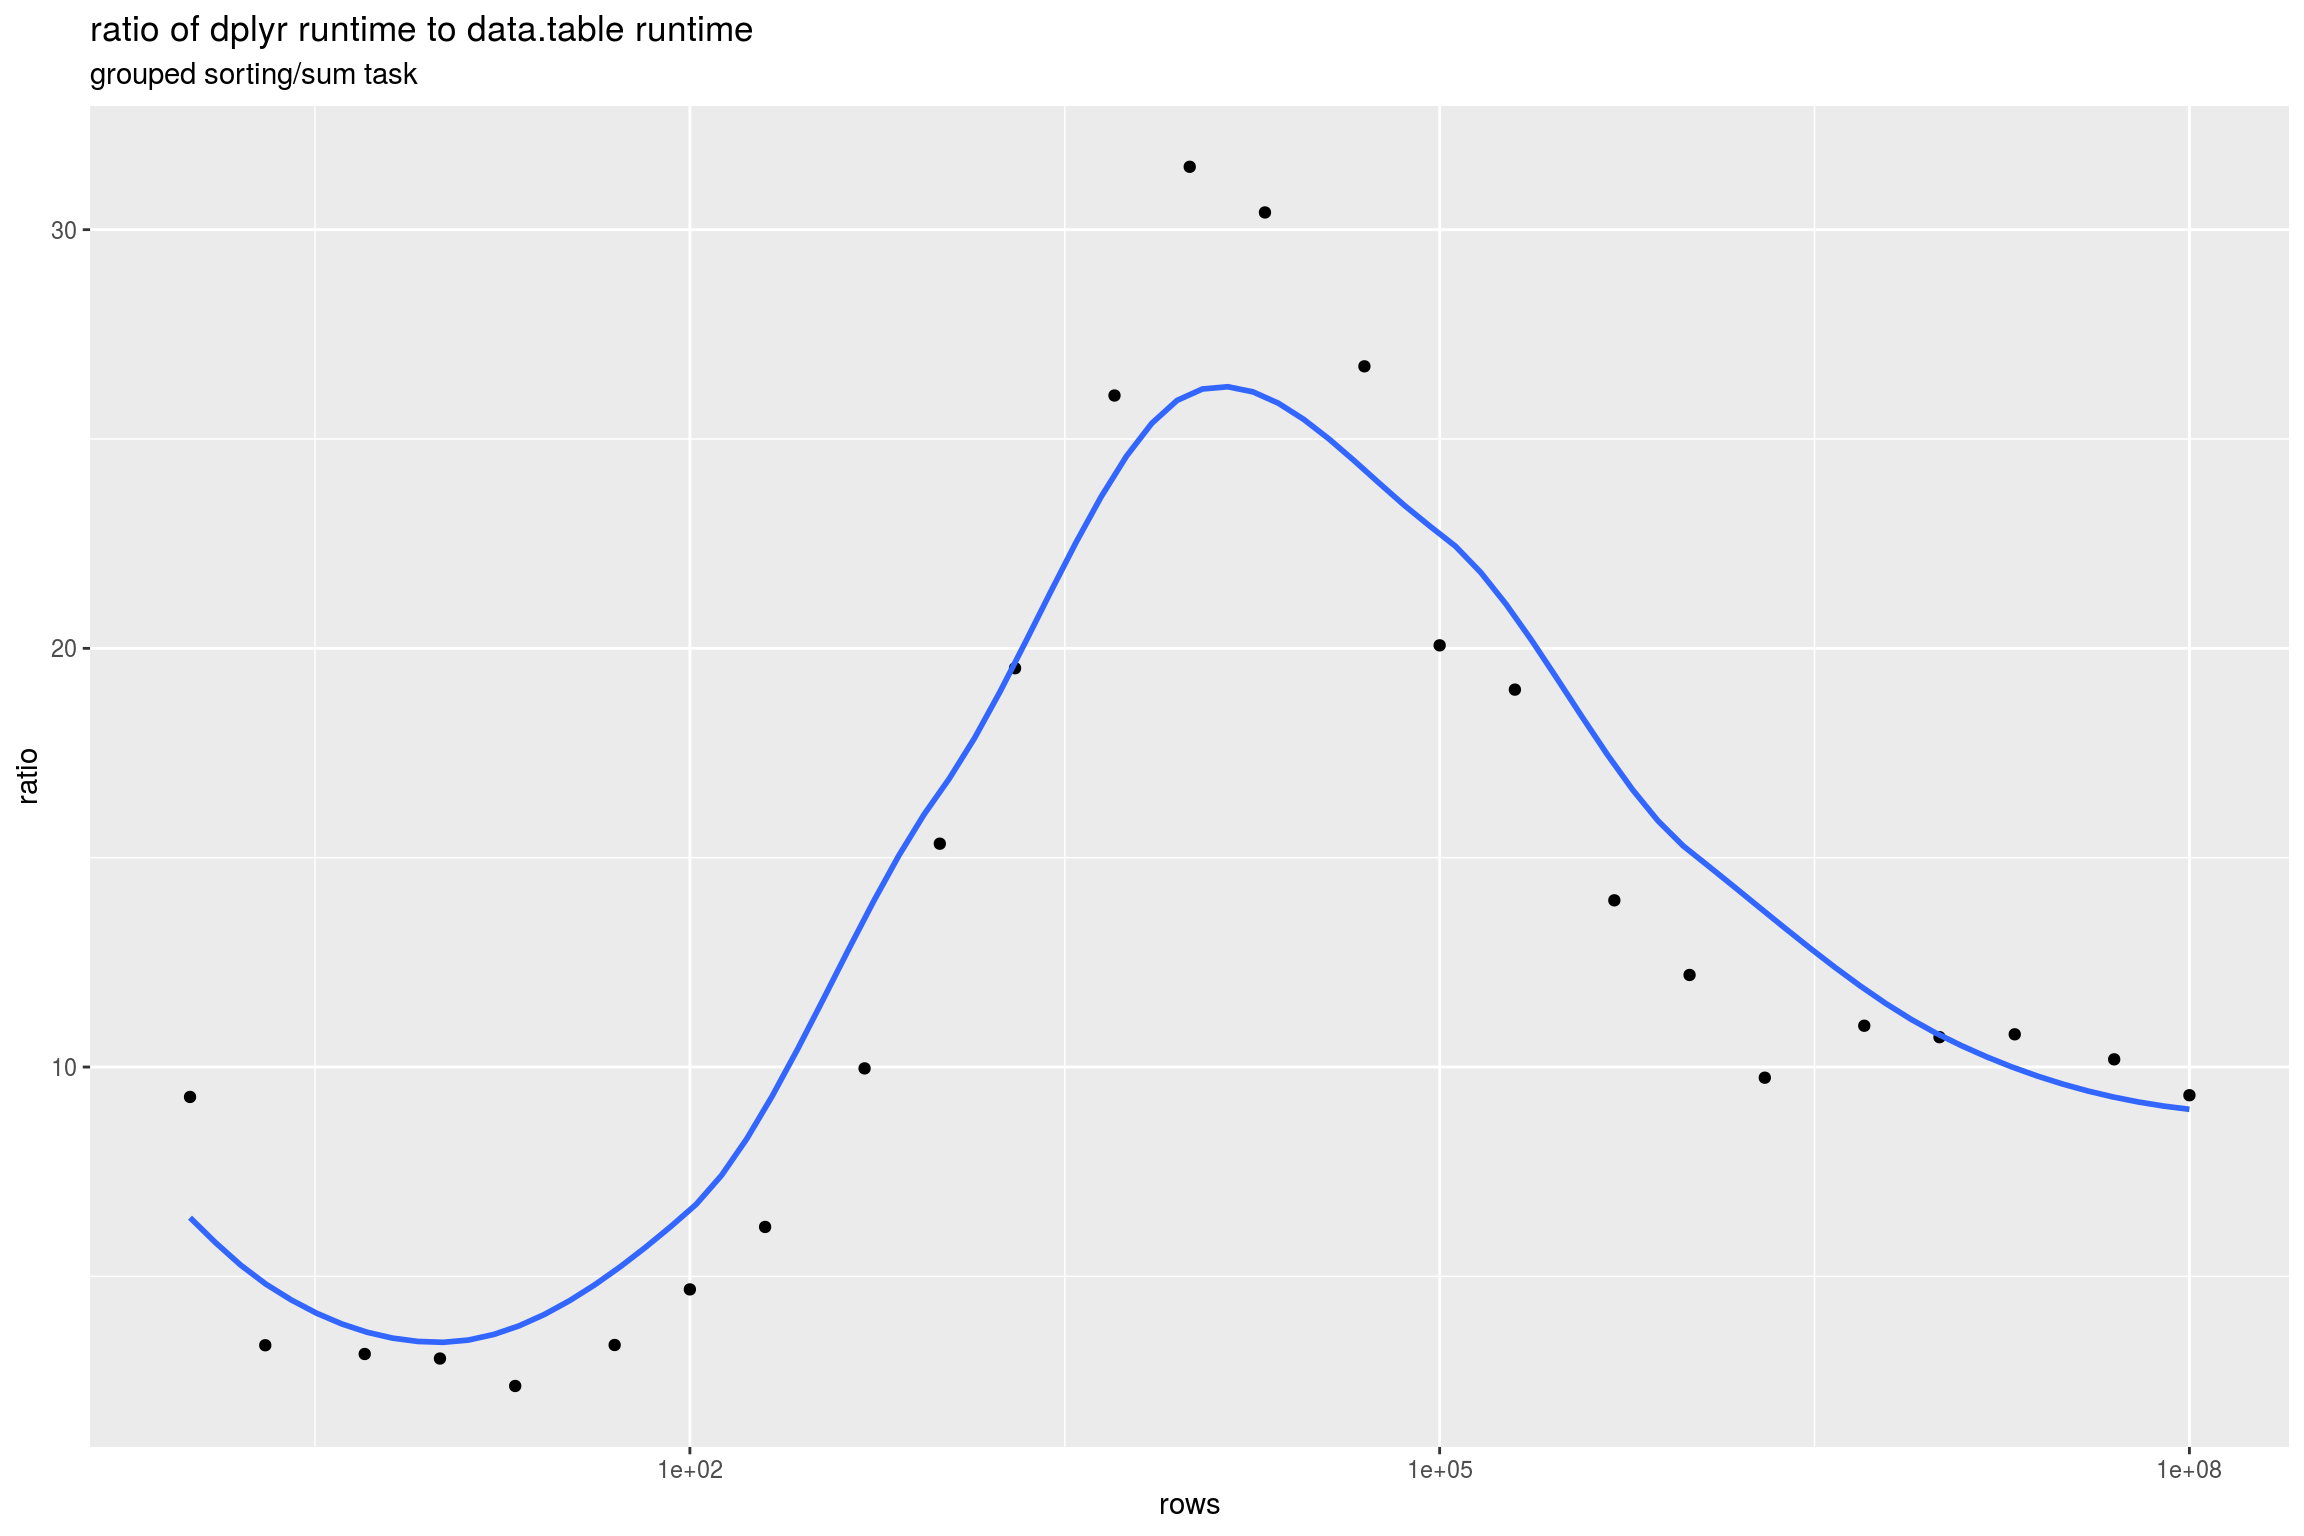 ratio of dplyr runtime to data.table runtime
grouped sorting/sum task
30
20
10
ratio
1e+02
1e+05
1e+08
rows